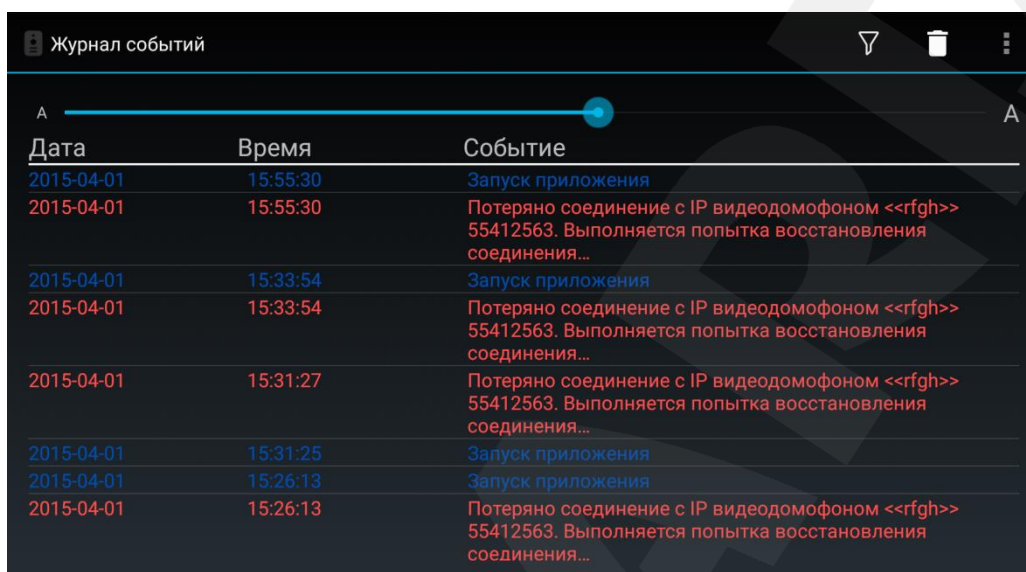 Журнал событий
A A
Дата Время Событие
2015-04-01 15:55:30 Запуск приложения
2015-04-01 15:55:30 Потеряно соединение с IP видеодомофоном <<rfgh>>
55412563. Выполняется попытка восстановления
соединения...
2015-04-01 15:33:54 Запуск приложения
2015-04-01 15:33:54 Потеряно соединение с IP видеодомофоном <<rfgh>>
55412563. Выполняется попытка восстановления
соединения...
2015-04-01 15:31:27 Потеряно соединение с IP видеодомофоном <<rfgh>>
55412563. Выполняется попытка восстановления
соединения...
2015-04-01 15:31:25 Запуск приложения
2015-04-01 15:26:13 Запуск приложения
2015-04-01 15:26:13 Потеряно соединение с IP видеодомофоном <<rfgh>>
55412563. Выполняется попытка восстановления
соединения...